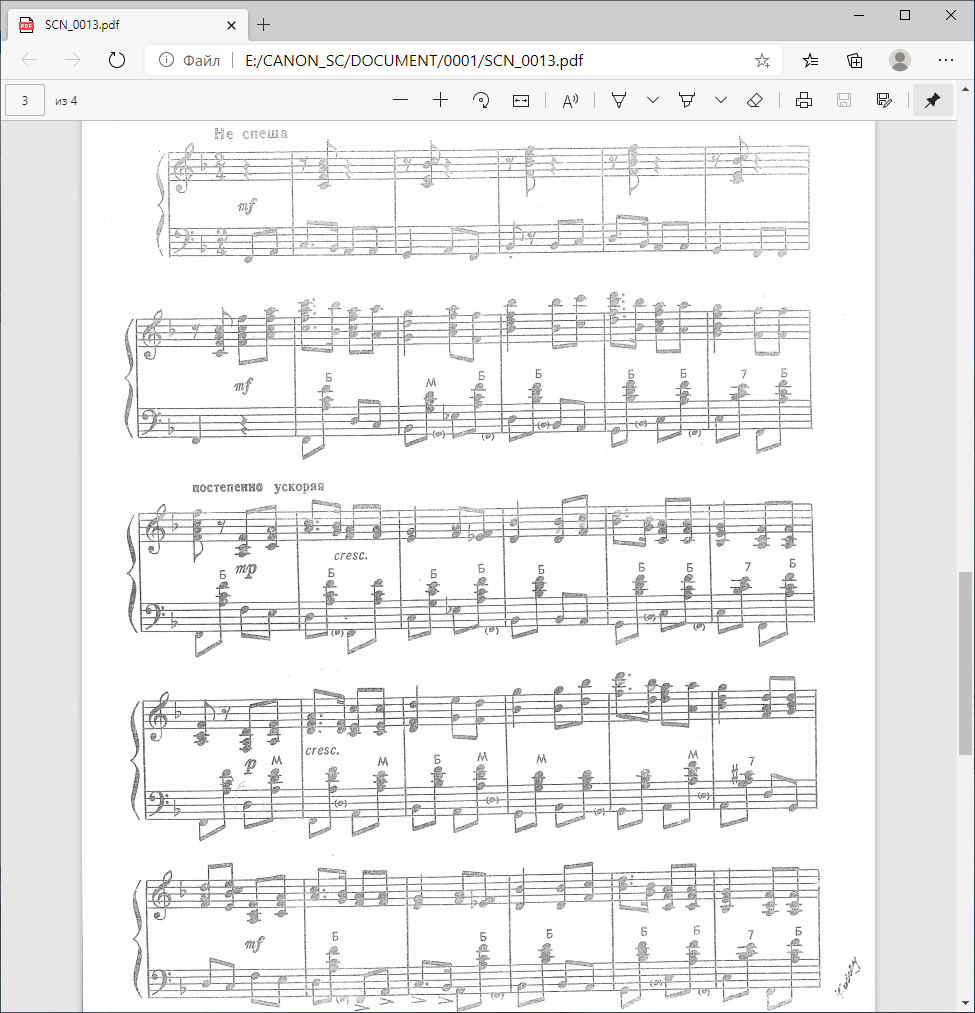 SCN_0013.pdf
Файл E:/CANON_SC/DOCUMENT/0001/SCN_0013.pdf
3 из 4
Не спеша
mf
mf
Б М Б Б Б Б 7 Б
постепенно ускоряя
cresc.
mp
Б Б Б Б Б Б Б 7 Б
cresc.
p М М Б М М М 7
mf
Б Б Б Б Б 7 Б